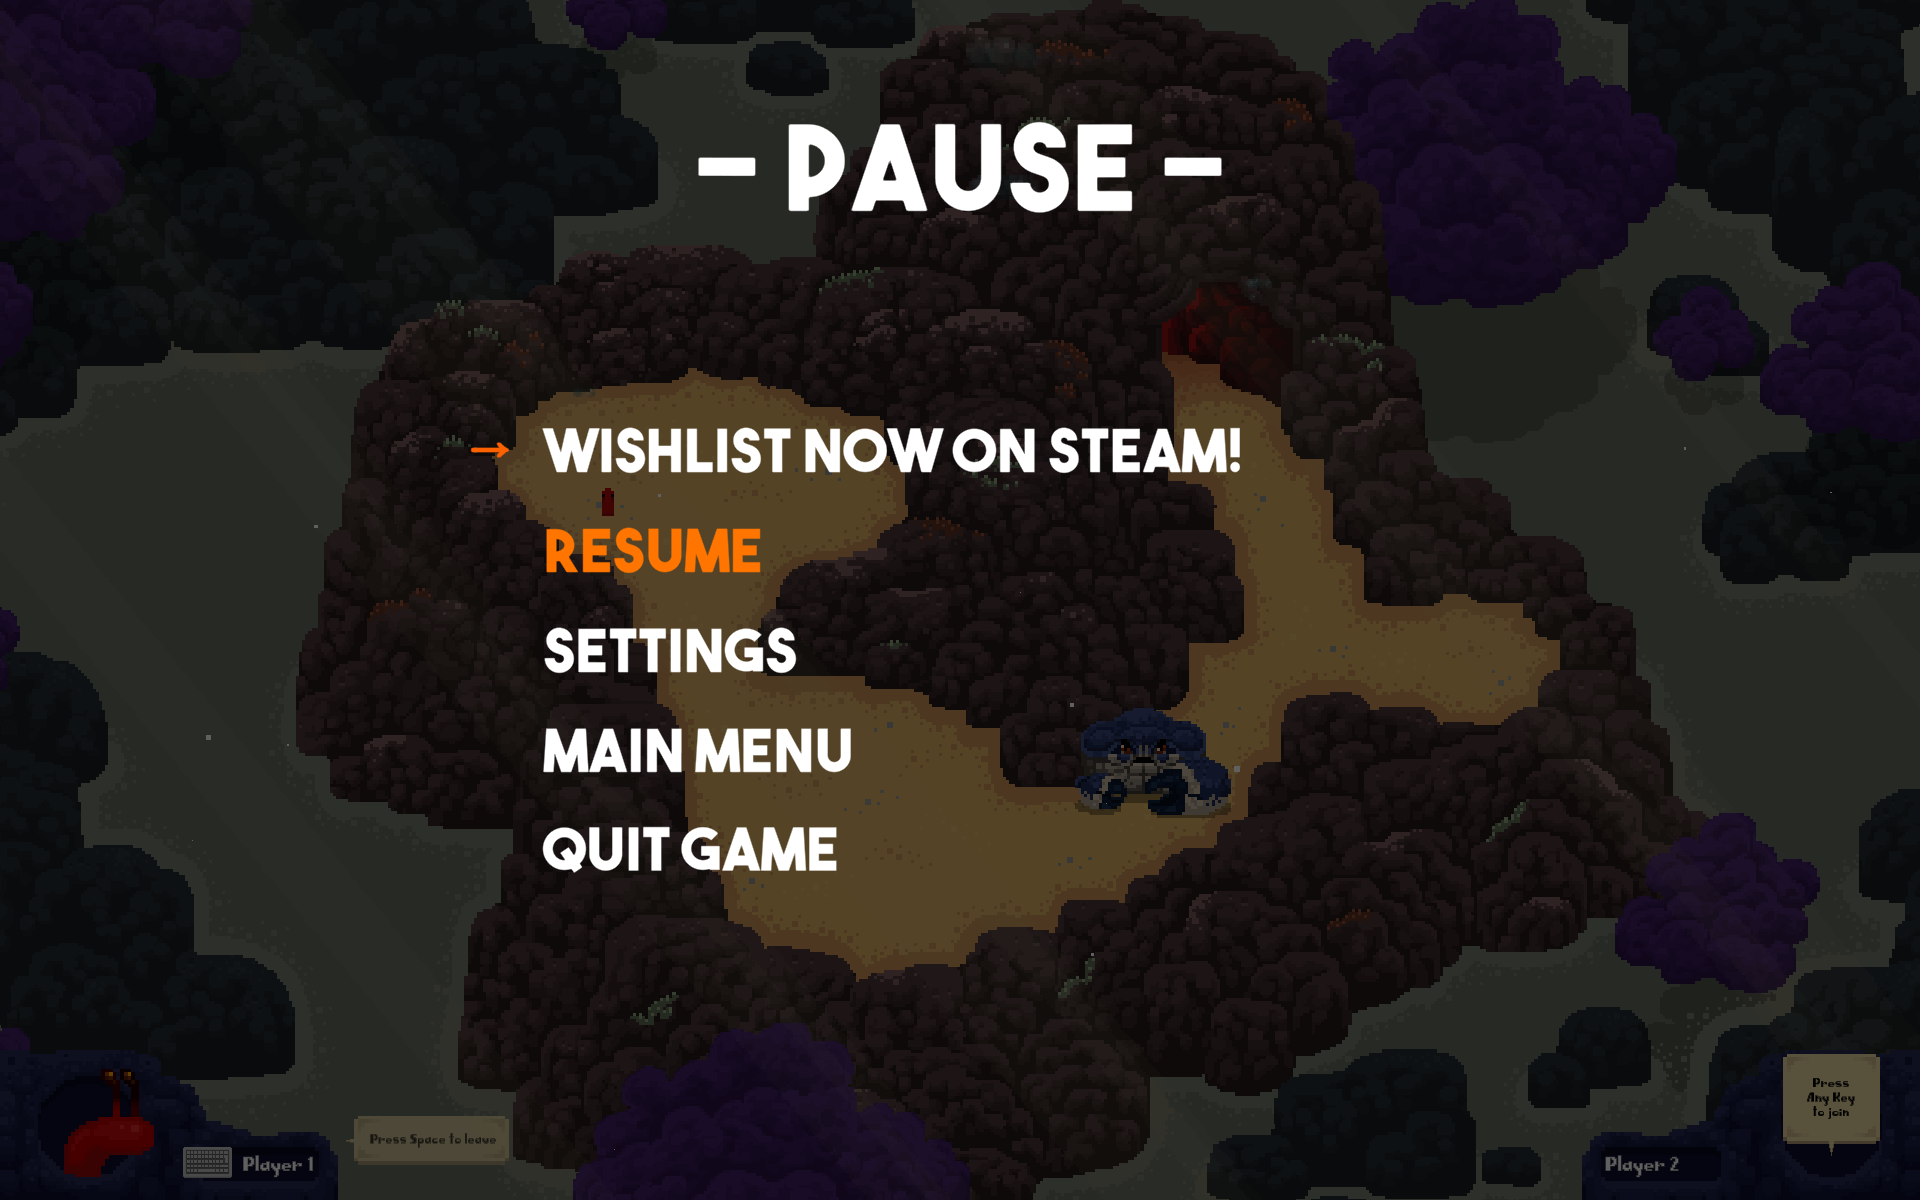 - PAUSE -
WISHLIST NOW ON STEAM!
RESUME
SETTINGS
MAIN MENU
QUIT GAME
Press Space to leave
Player 1
Press
Any Key
to join
Player 2